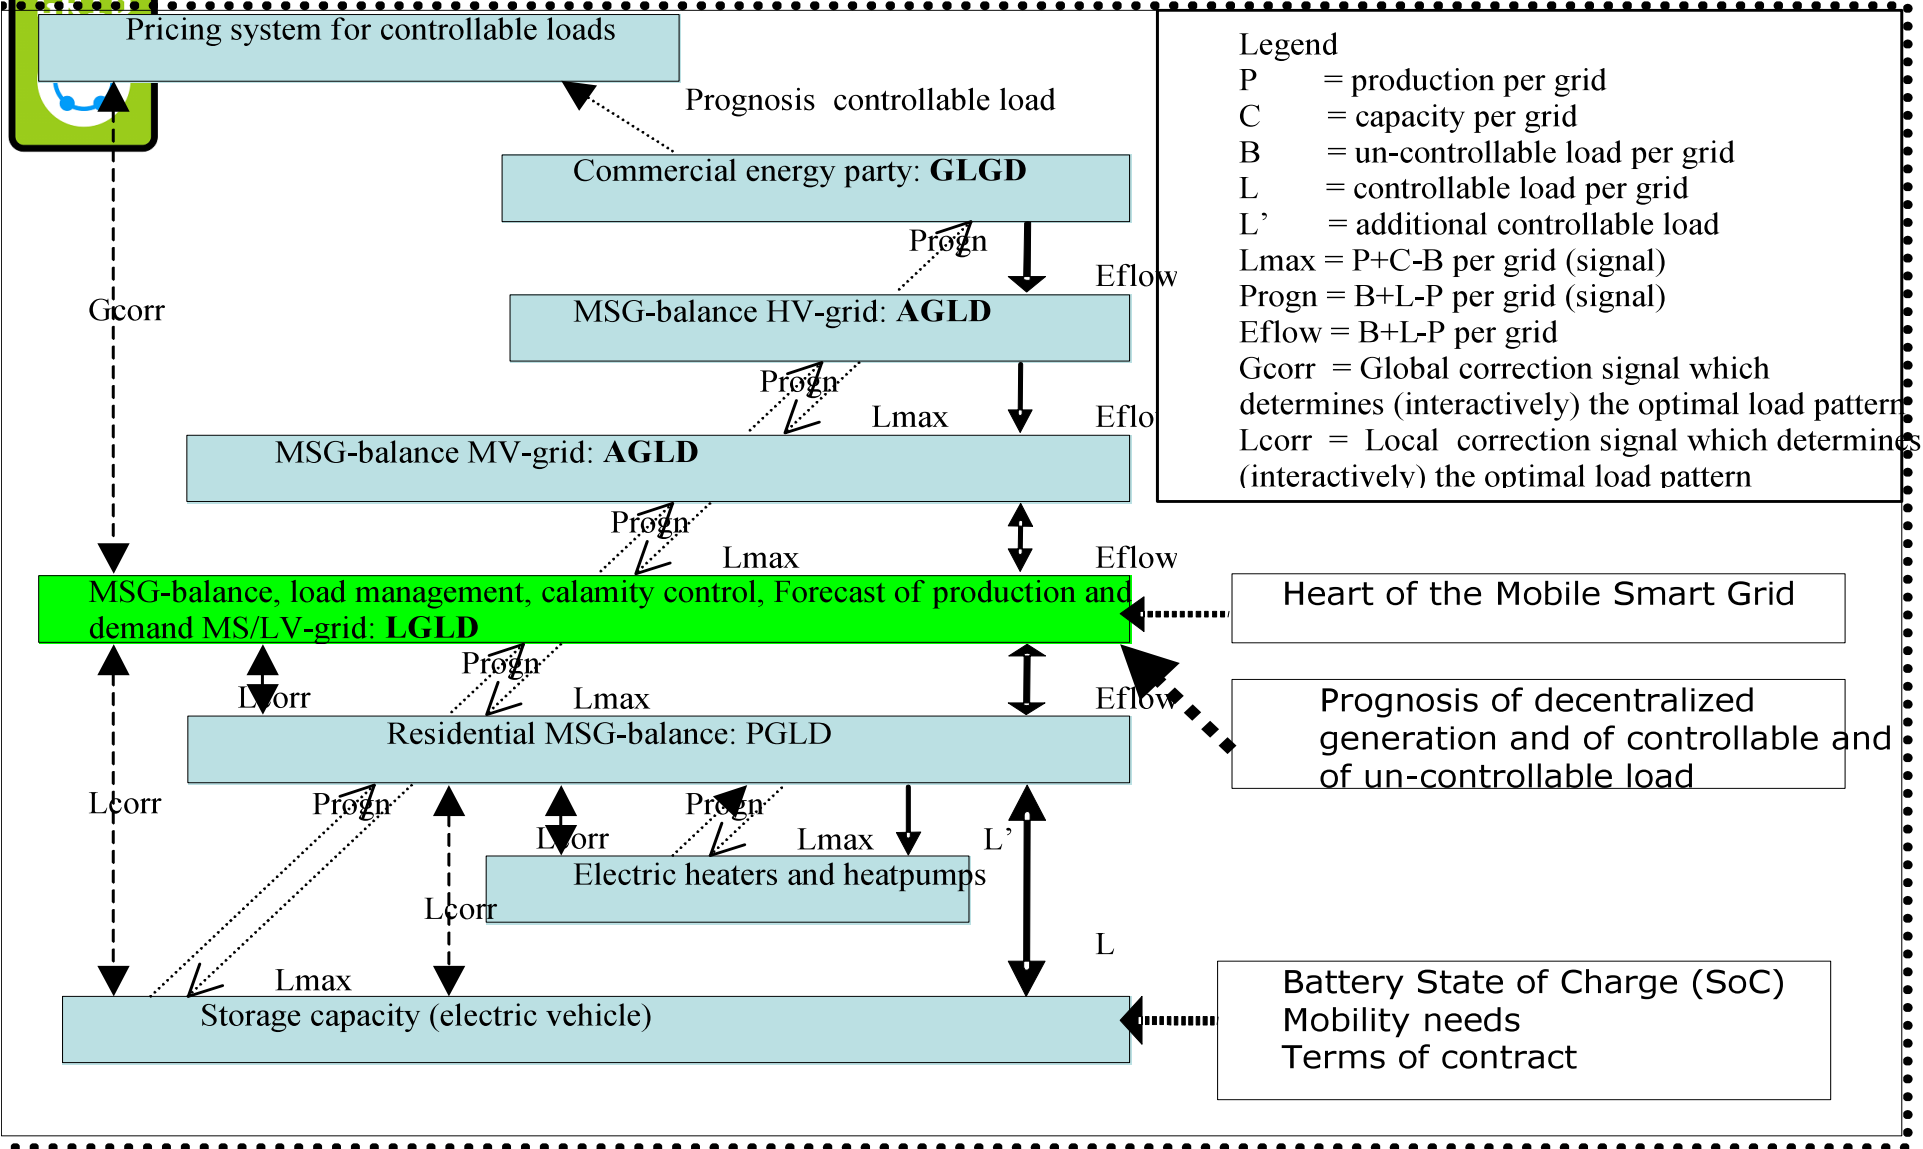 Pricing system for controllable loads
Prognosis  controllable load
Commercial energy party: GLGD
Progn
Eflow
Gcorr
MSG-balance HV-grid: AGLD
Progn
Lmax
Eflo
MSG-balance MV-grid: AGLD
Progn
Lmax
Eflow
MSG-balance, load management, calamity control, Forecast of production and
demand MS/LV-grid: LGLD
Progn
Lcorr
Lmax
Eflow
Residential MSG-balance: PGLD
Lcorr
Progn
Progn
Lcorr
Lmax
L’
Electric heaters and heatpumps
Lcorr
L
Lmax
Storage capacity (electric vehicle)
Legend
P = production per grid
C = capacity per grid
B = un-controllable load per grid
L = controllable load per grid
L’ = additional controllable load
Lmax = P+C-B per grid (signal)
Progn = B+L-P per grid (signal)
Eflow = B+L-P per grid
Gcorr = Global correction signal which
determines (interactively) the optimal load pattern
Lcorr = Local correction signal which determines
(interactively) the optimal load pattern
Heart of the Mobile Smart Grid
Prognosis of decentralized
generation and of controllable and
of un-controllable load
Battery State of Charge (SoC)
Mobility needs
Terms of contract